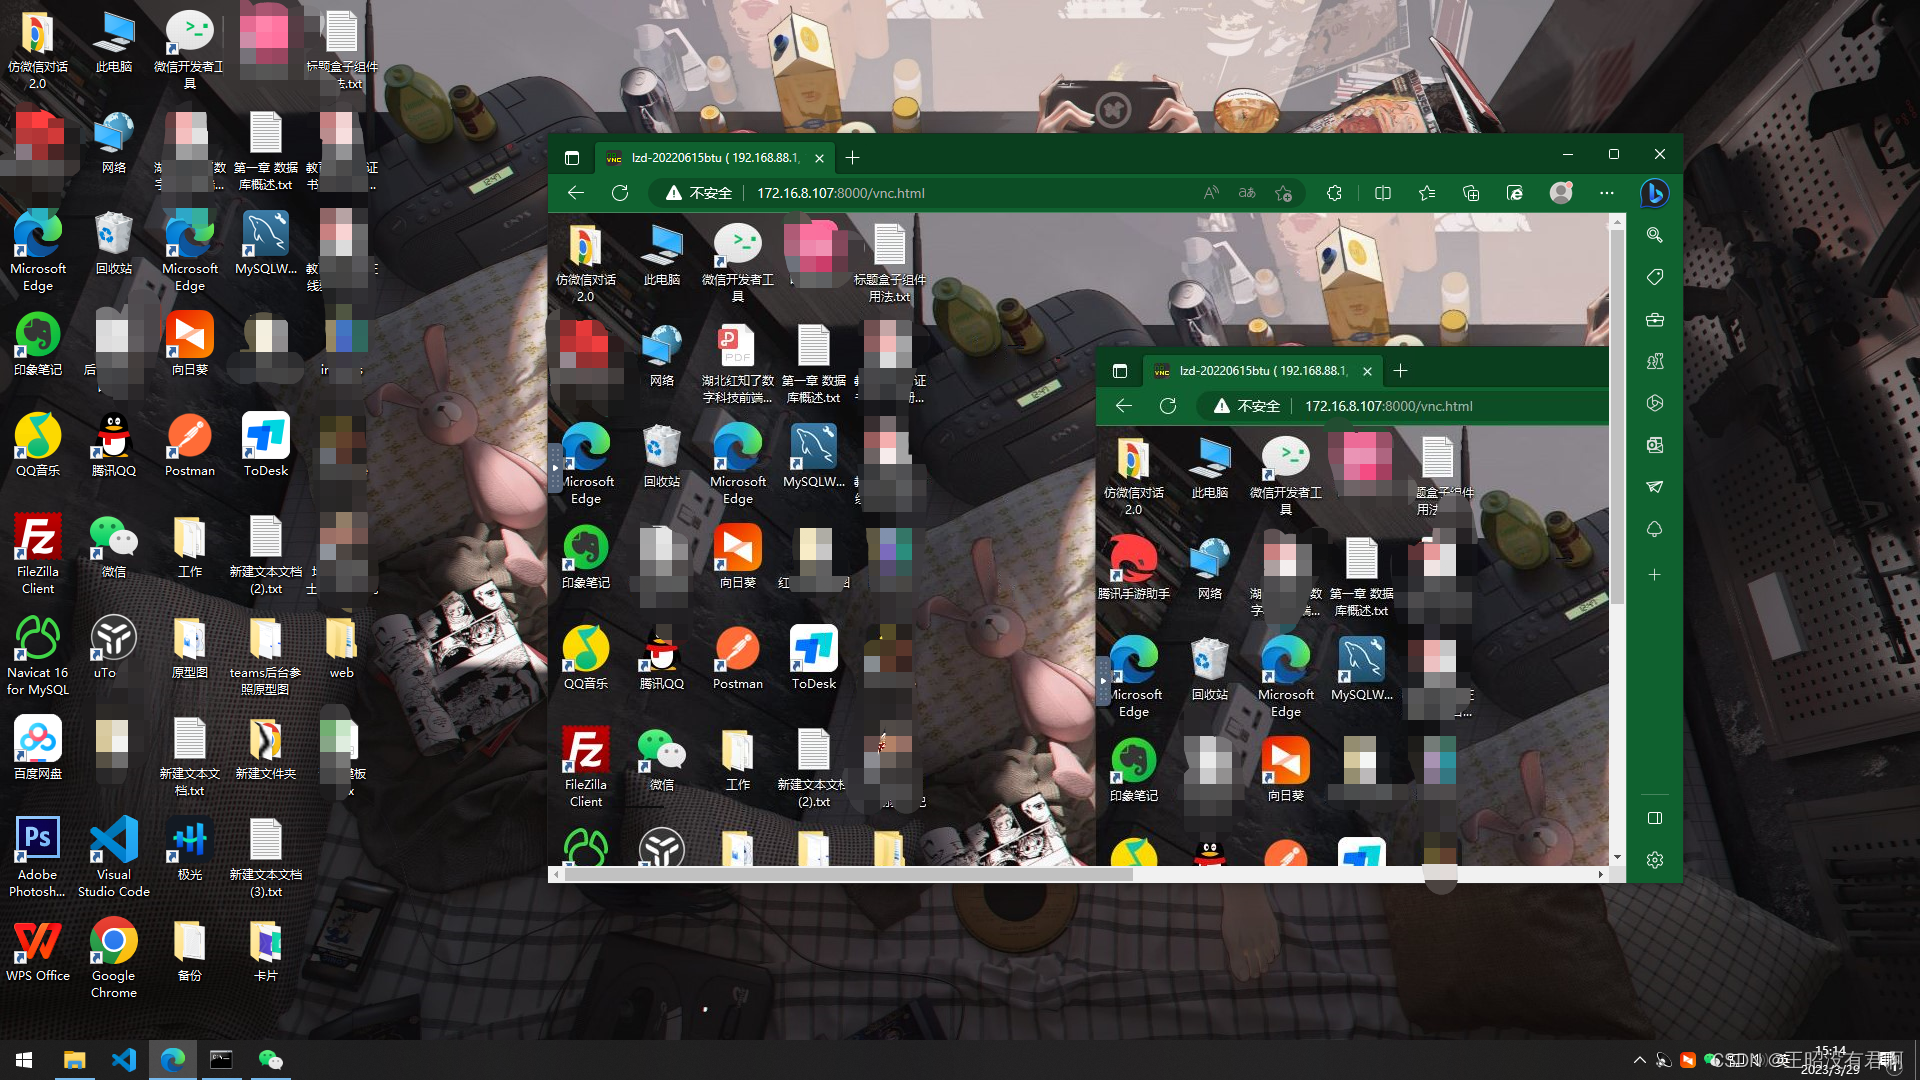 仿微信对话
2.0
此电脑
微信开发者工
具
标题盒子组件
法.txt
网络
第一章 数据
库概述.txt
Microsoft
Edge
回收站
Microsoft
Edge
MySQLW...
印象笔记
向日葵
QQ音乐
腾讯QQ
Postman
ToDesk
FileZilla
Client
微信
工作
新建文本文档
(2).txt
Navicat 16
for MySQL
uTo
原型图
teams后台参
照原型图
web
百度网盘
新建文本文
档.txt
新建文件夹
Adobe
Photosh...
Visual
Studio Code
极光
新建文本文档
(3).txt
WPS Office
Google
Chrome
备份
卡片
lzd-20220615btu ( 192.168.88.1,
不安全
172.16.8.107:8000/vnc.html
仿微信对话
2.0
此电脑
微信开发者工
具
标题盒子组件
用法.txt
网络
湖北红知了数
字科技前端...
第一章 数据
库概述.txt
Microsoft
Edge
回收站
Microsoft
Edge
MySQLW...
印象笔记
向日葵
QQ音乐
腾讯QQ
Postman
ToDesk
FileZilla
Client
微信
工作
新建文本文档
(2).txt
lzd-20220615btu ( 192.168.88.1,
不安全
172.16.8.107:8000/vnc.html
仿微信对话
2.0
此电脑
微信开发者工
具
题盒子组件
用法
腾讯手游助手
网络
第一章 数据
库概述.txt
Microsoft
Edge
回收站
Microsoft
Edge
MySQLW...
印象笔记
向日葵
15:14
2023/3/29
CSDN @王昭没有君啊